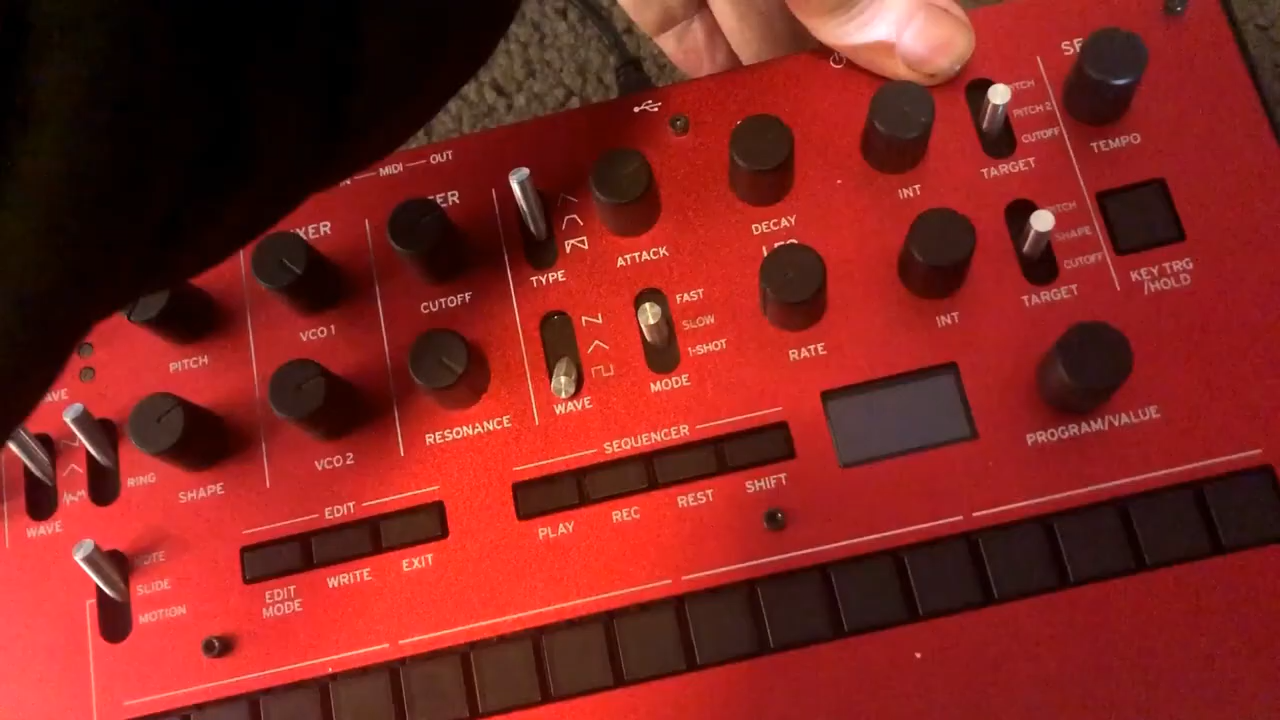 MIDI OUT
TEMPO
KEY TRG
/HOLD
PITCH 2
CUTOFF
TARGET
INT
DECAY
ATTACK
TYPE
CUTOFF
VCO 1
PITCH
SHAPE
CUTOFF
TARGET
INT
RATE
FAST
SLOW
1-SHOT
MODE
WAVE
RESONANCE
VCO 2
RING
SHAPE
WAVE
PROGRAM/VALUE
SEQUENCER
PLAY
REC
REST
SHIFT
EDIT
EDIT
MODE
WRITE
EXIT
SLIDE
MOTION